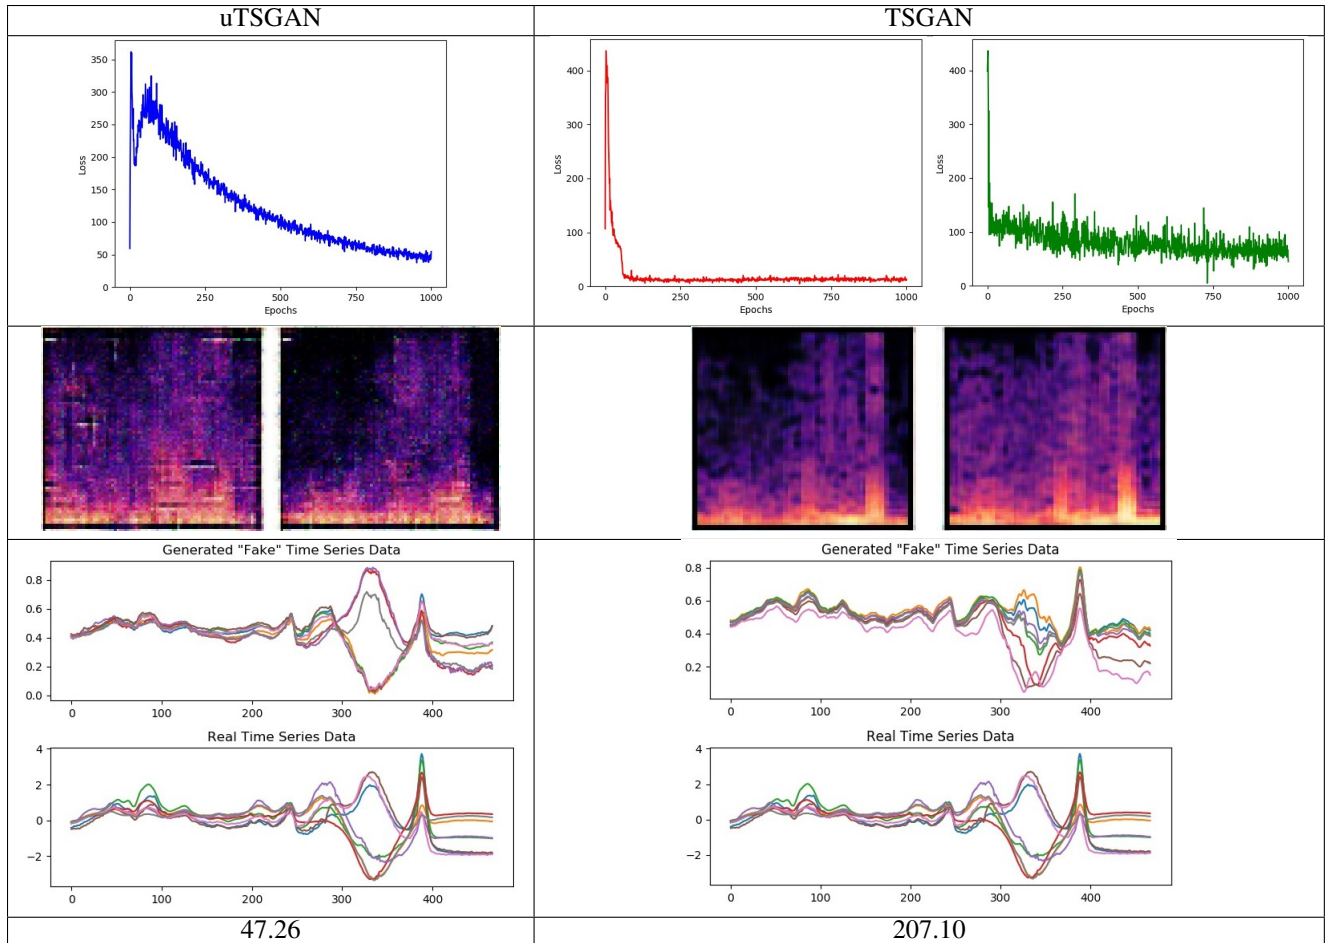 uTSGAN
TSGAN
350
300
250
200
150
100
50
0
Loss
0 250 500 750 1000
Epochs
400
300
200
100
0
Loss
0 250 500 750 1000
Epochs
400
300
200
100
0
Loss
0 250 500 750 1000
Epochs
Generated "Fake" Time Series Data
0.8
0.6
0.4
0.2
0.0
0 100 200 300 400
Real Time Series Data
4
2
0
−2
0 100 200 300 400
Generated "Fake" Time Series Data
0.8
0.6
0.4
0.2
0 100 200 300 400
Real Time Series Data
4
2
0
−2
0 100 200 300 400
47.26
207.10